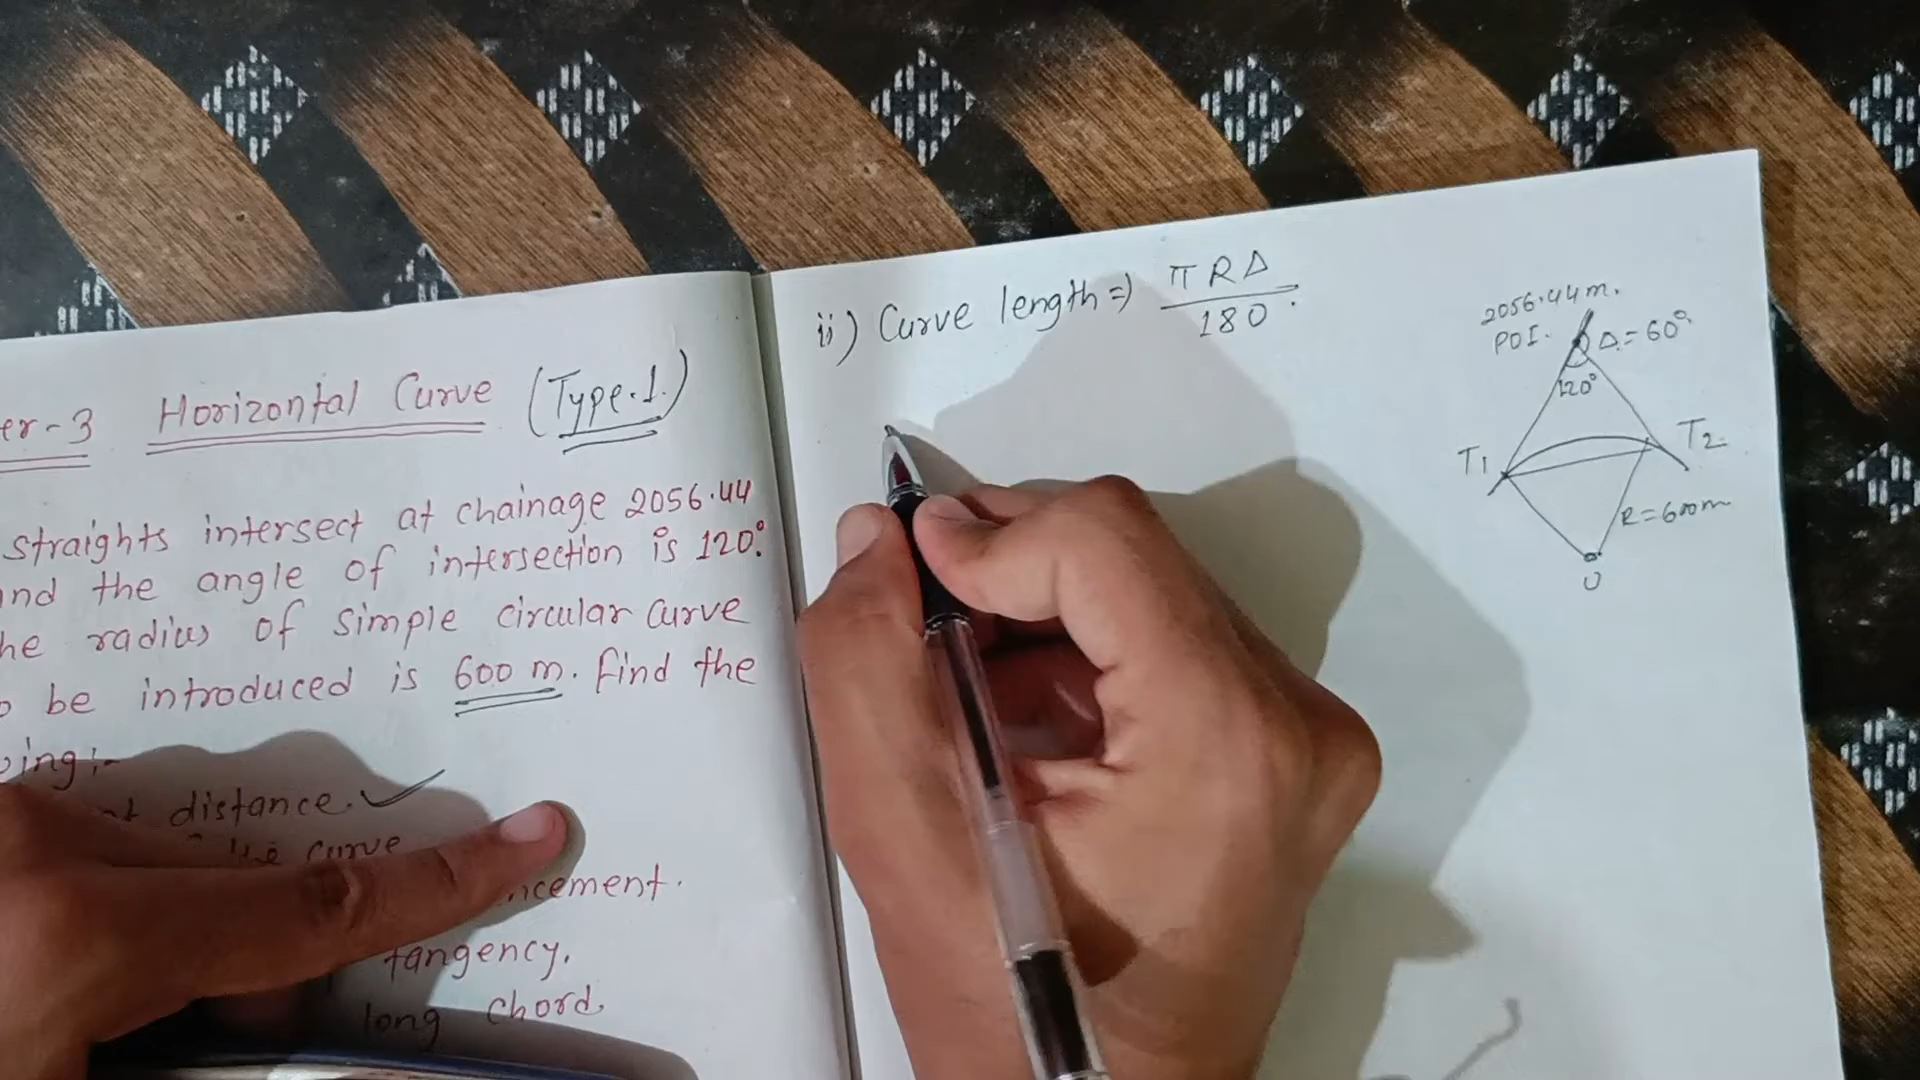 er-3 Horizontal Curve (Type.1.)
straights intersect at chainage 2056.44
and the angle of intersection is 120°.
he radius of simple circular curve
be introduced is 600 m. find the
wing:-
distance. ✓
the curve
ncement.
tangency.
long chord.
ii) Curve length => πRΔ
180.
2056.44m.
POI. Δ=60°
120°
T1
T2
R=600m
O